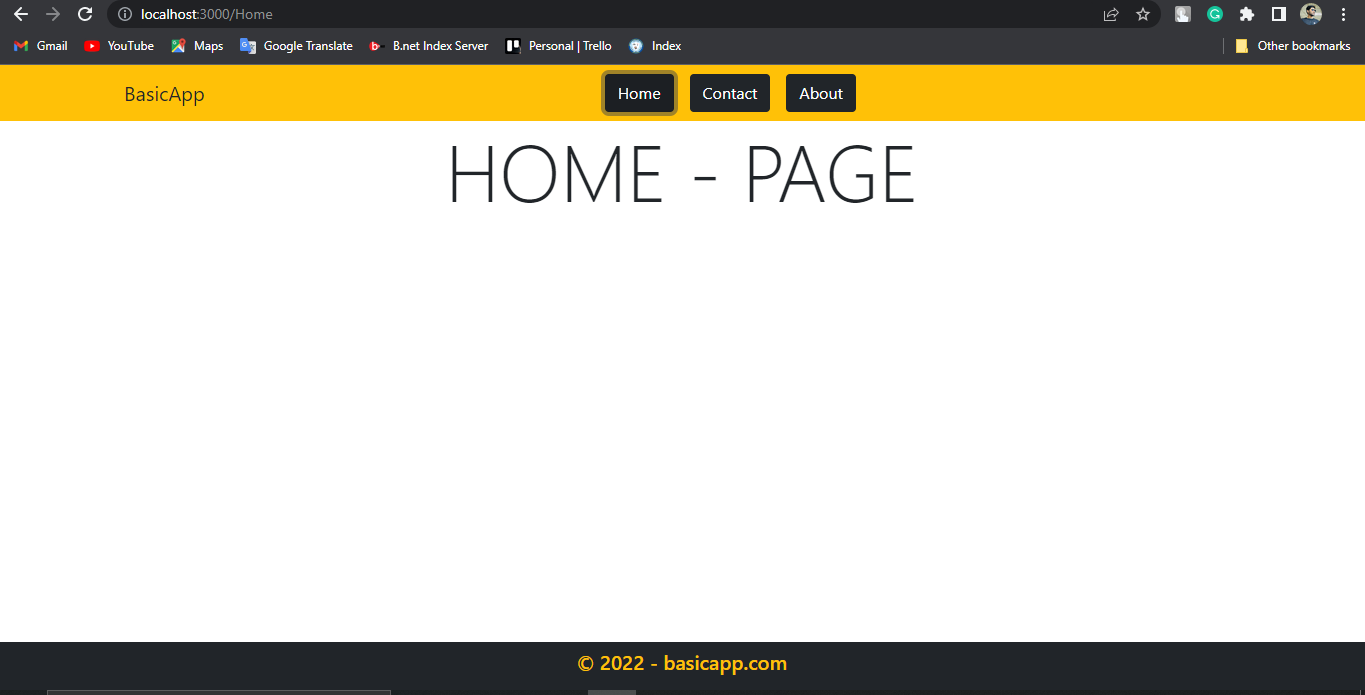 localhost:3000/Home
Gmail YouTube Maps Google Translate B.net Index Server Personal | Trello Index Other bookmarks
BasicApp Home Contact About
HOME - PAGE
© 2022 - basicapp.com